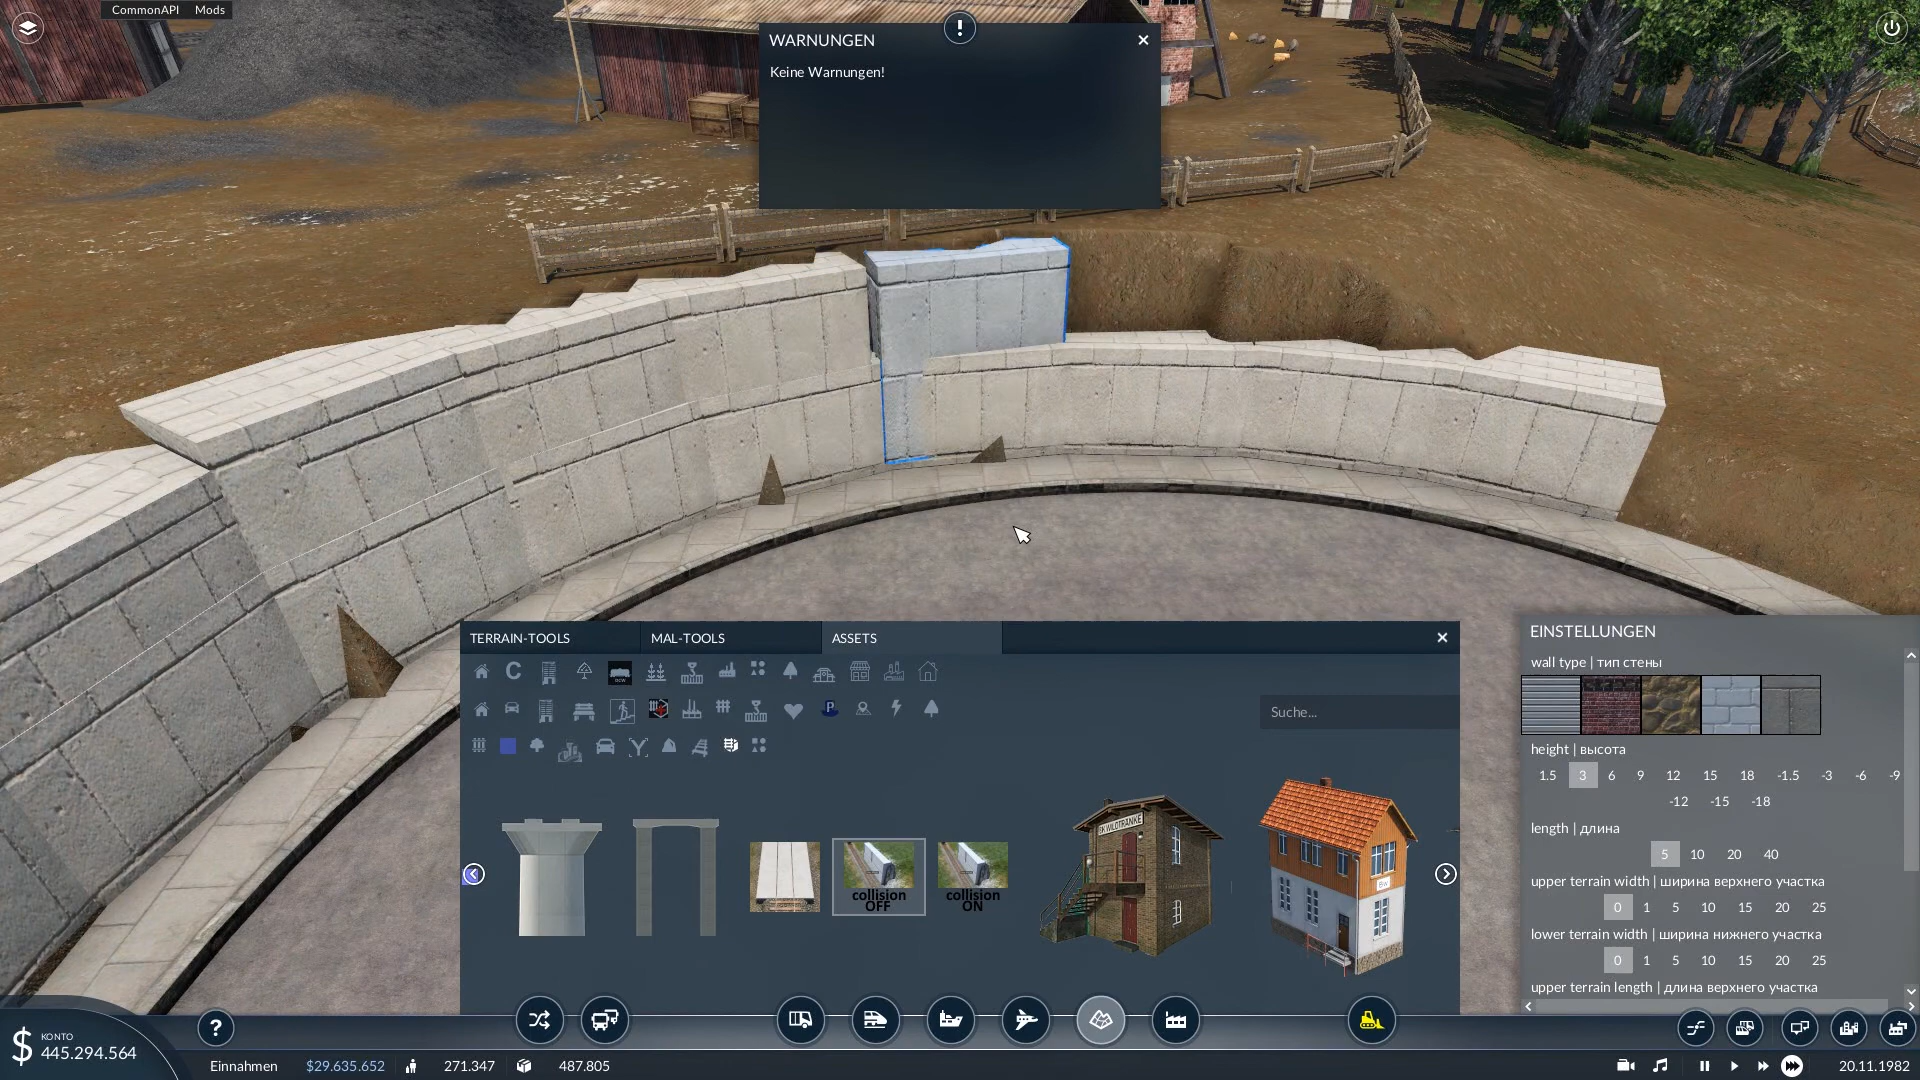 CommonAPI Mods
WARNUNGEN
Keine Warnungen!
TERRAIN-TOOLS
MAL-TOOLS
ASSETS
Suche...
collision
OFF
collision
ON
EINSTELLUNGEN
wall type | тип стены
height | высота
1.5 3 6 9 12 15 18 -1.5 -3 -6 -9
-12 -15 -18
length | длина
5 10 20 40
upper terrain width | ширина верхнего участка
0 1 5 10 15 20 25
lower terrain width | ширина нижнего участка
0 1 5 10 15 20 25
upper terrain length | длина верхнего участка
KONTO
445.294.564
Einnahmen $29.635.652 271.347 487.805
20.11.1982